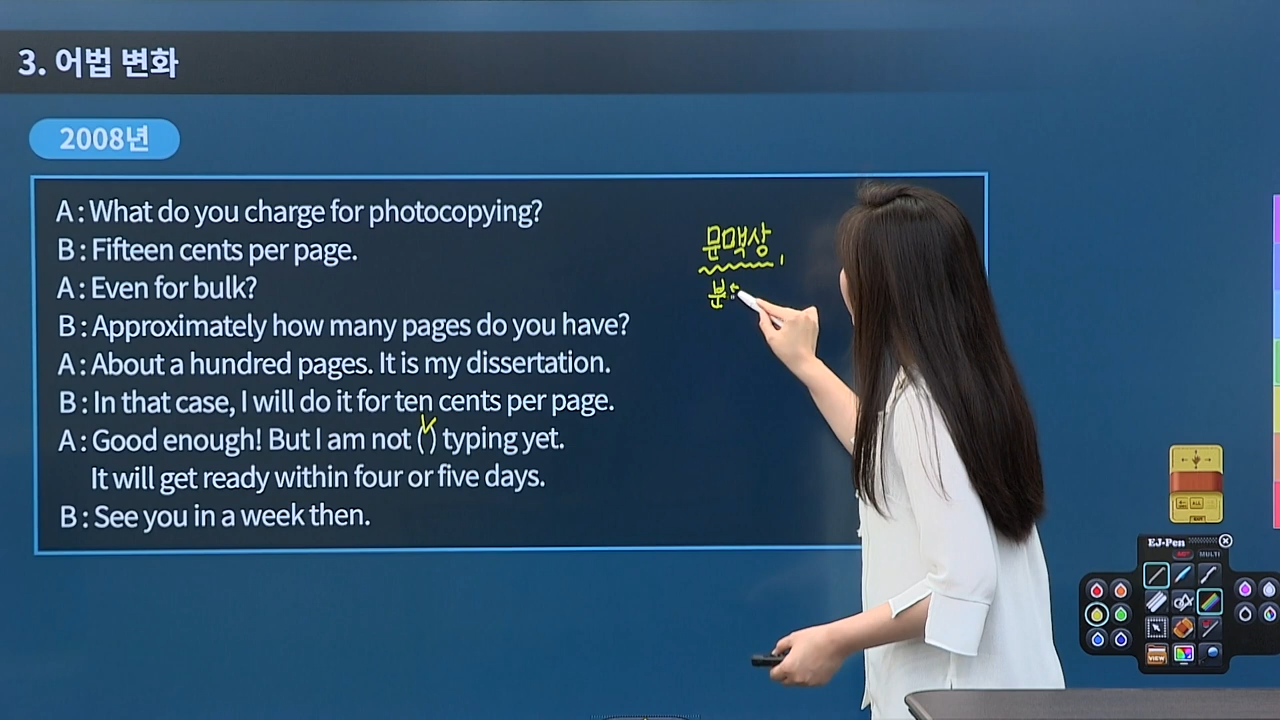 3. 어법 변화
2008년
A : What do you charge for photocopying?
B : Fifteen cents per page.
A : Even for bulk?
B : Approximately how many pages do you have?
A : About a hundred pages. It is my dissertation.
B : In that case, I will do it for ten cents per page.
A : Good enough! But I am not ( ) typing yet.
It will get ready within four or five days.
B : See you in a week then.
문맥상,
EJ-Pen
MULTI
VIEW
ALL